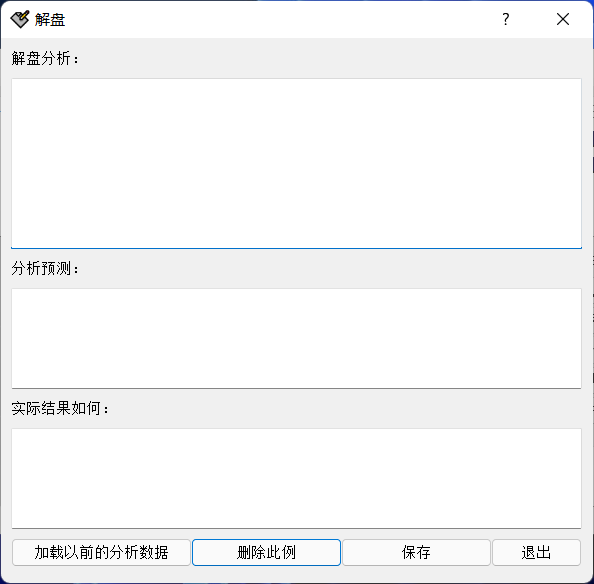 解盘
?
解盘分析：
分析预测：
实际结果如何：
加载以前的分析数据 删除此例 保存 退出